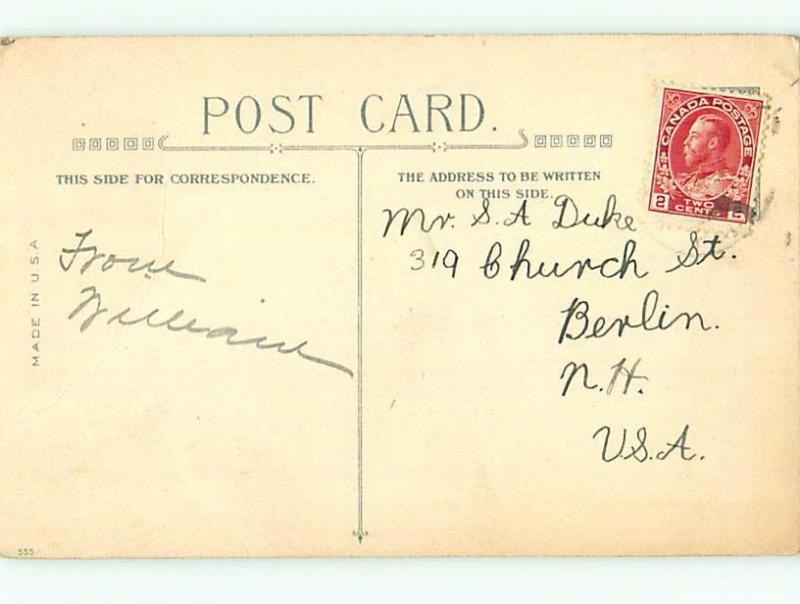 POST CARD.
THIS SIDE FOR CORRESPONDENCE.
THE ADDRESS TO BE WRITTEN
ON THIS SIDE.
CANADA POSTAGE
2 TWO 2
CENTS
MADE IN U.S.A
From
William
Mr. S. A Duke
319 Church St.
Berlin.
N.H.
U.S.A.
555